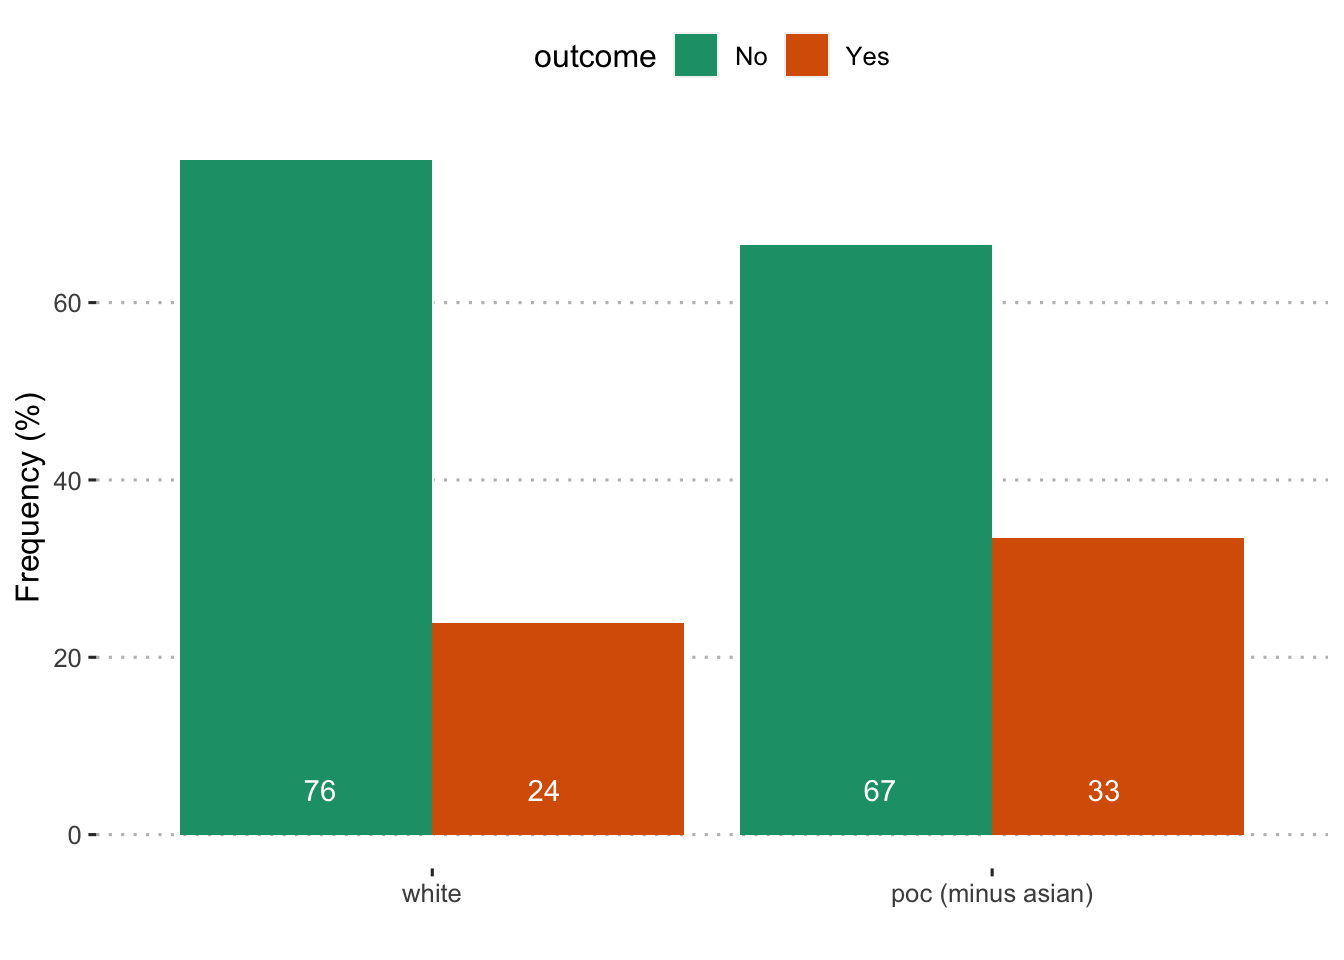 outcome No Yes
Frequency (%)
60
40
20
0
76 24 67 33
white poc (minus asian)